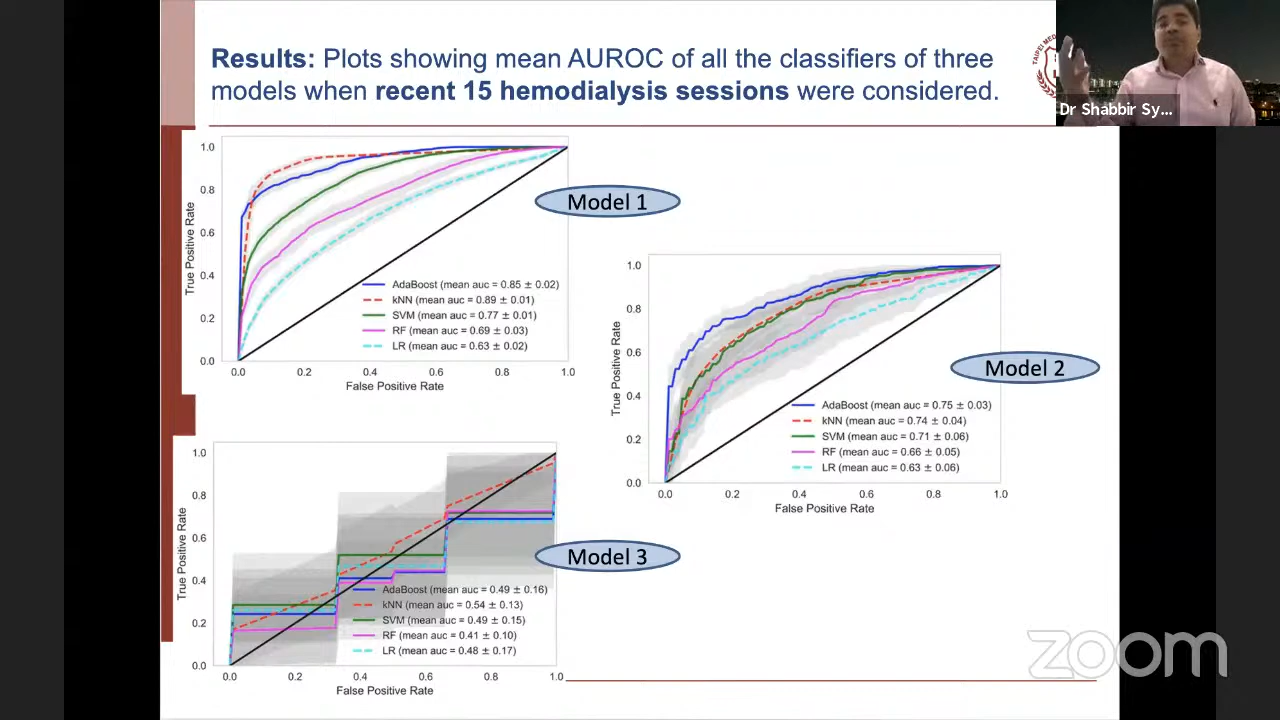 Results: Plots showing mean AUROC of all the classifiers of three
models when recent 15 hemodialysis sessions were considered.
Dr Shabbir Sy...
1.0
0.8
0.6
0.4
0.2
0.0
True Positive Rate
0.0 0.2 0.4 0.6 0.8 1.0
False Positive Rate
AdaBoost (mean auc = 0.85 ± 0.02)
kNN (mean auc = 0.89 ± 0.01)
SVM (mean auc = 0.77 ± 0.01)
RF (mean auc = 0.69 ± 0.03)
LR (mean auc = 0.63 ± 0.02)
Model 1
1.0
0.8
0.6
0.4
0.2
0.0
True Positive Rate
0.0 0.2 0.4 0.6 0.8 1.0
False Positive Rate
AdaBoost (mean auc = 0.75 ± 0.03)
kNN (mean auc = 0.74 ± 0.04)
SVM (mean auc = 0.71 ± 0.06)
RF (mean auc = 0.66 ± 0.05)
LR (mean auc = 0.63 ± 0.06)
Model 2
1.0
0.8
0.6
0.4
0.2
0.0
True Positive Rate
0.0 0.2 0.4 0.6 0.8 1.0
False Positive Rate
AdaBoost (mean auc = 0.49 ± 0.16)
kNN (mean auc = 0.54 ± 0.13)
SVM (mean auc = 0.49 ± 0.15)
RF (mean auc = 0.41 ± 0.10)
LR (mean auc = 0.48 ± 0.17)
Model 3
zoom